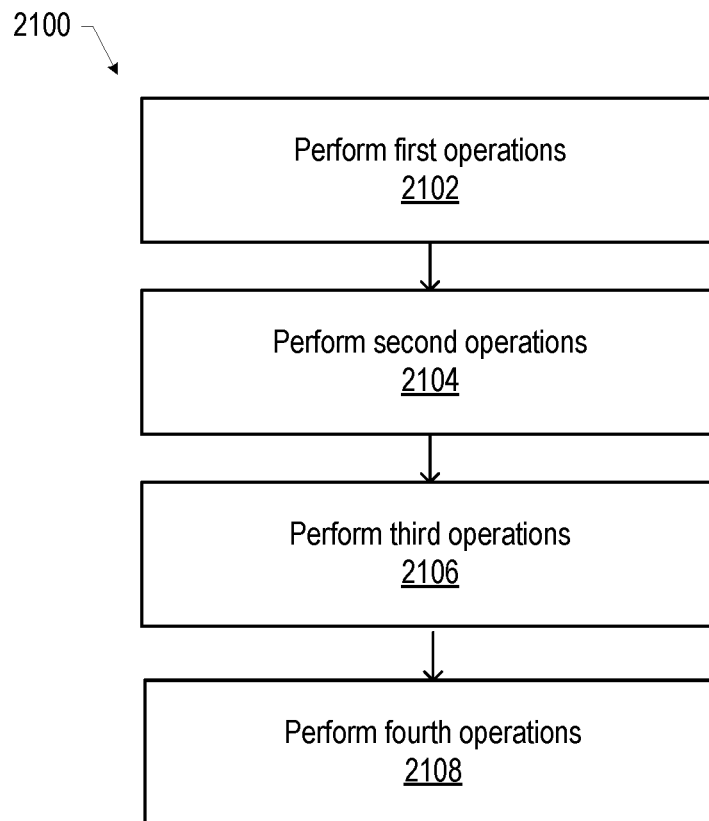 2100
Perform first operations
2102
Perform second operations
2104
Perform third operations
2106
Perform fourth operations
2108